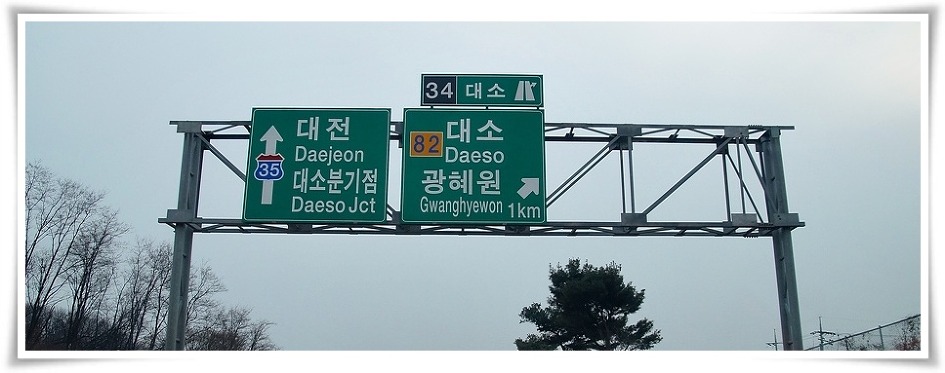 대전
Daejeon
35
대소분기점
Daeso Jct
34 대소
82
대소
Daeso
광혜원
Gwanghyewon 1km